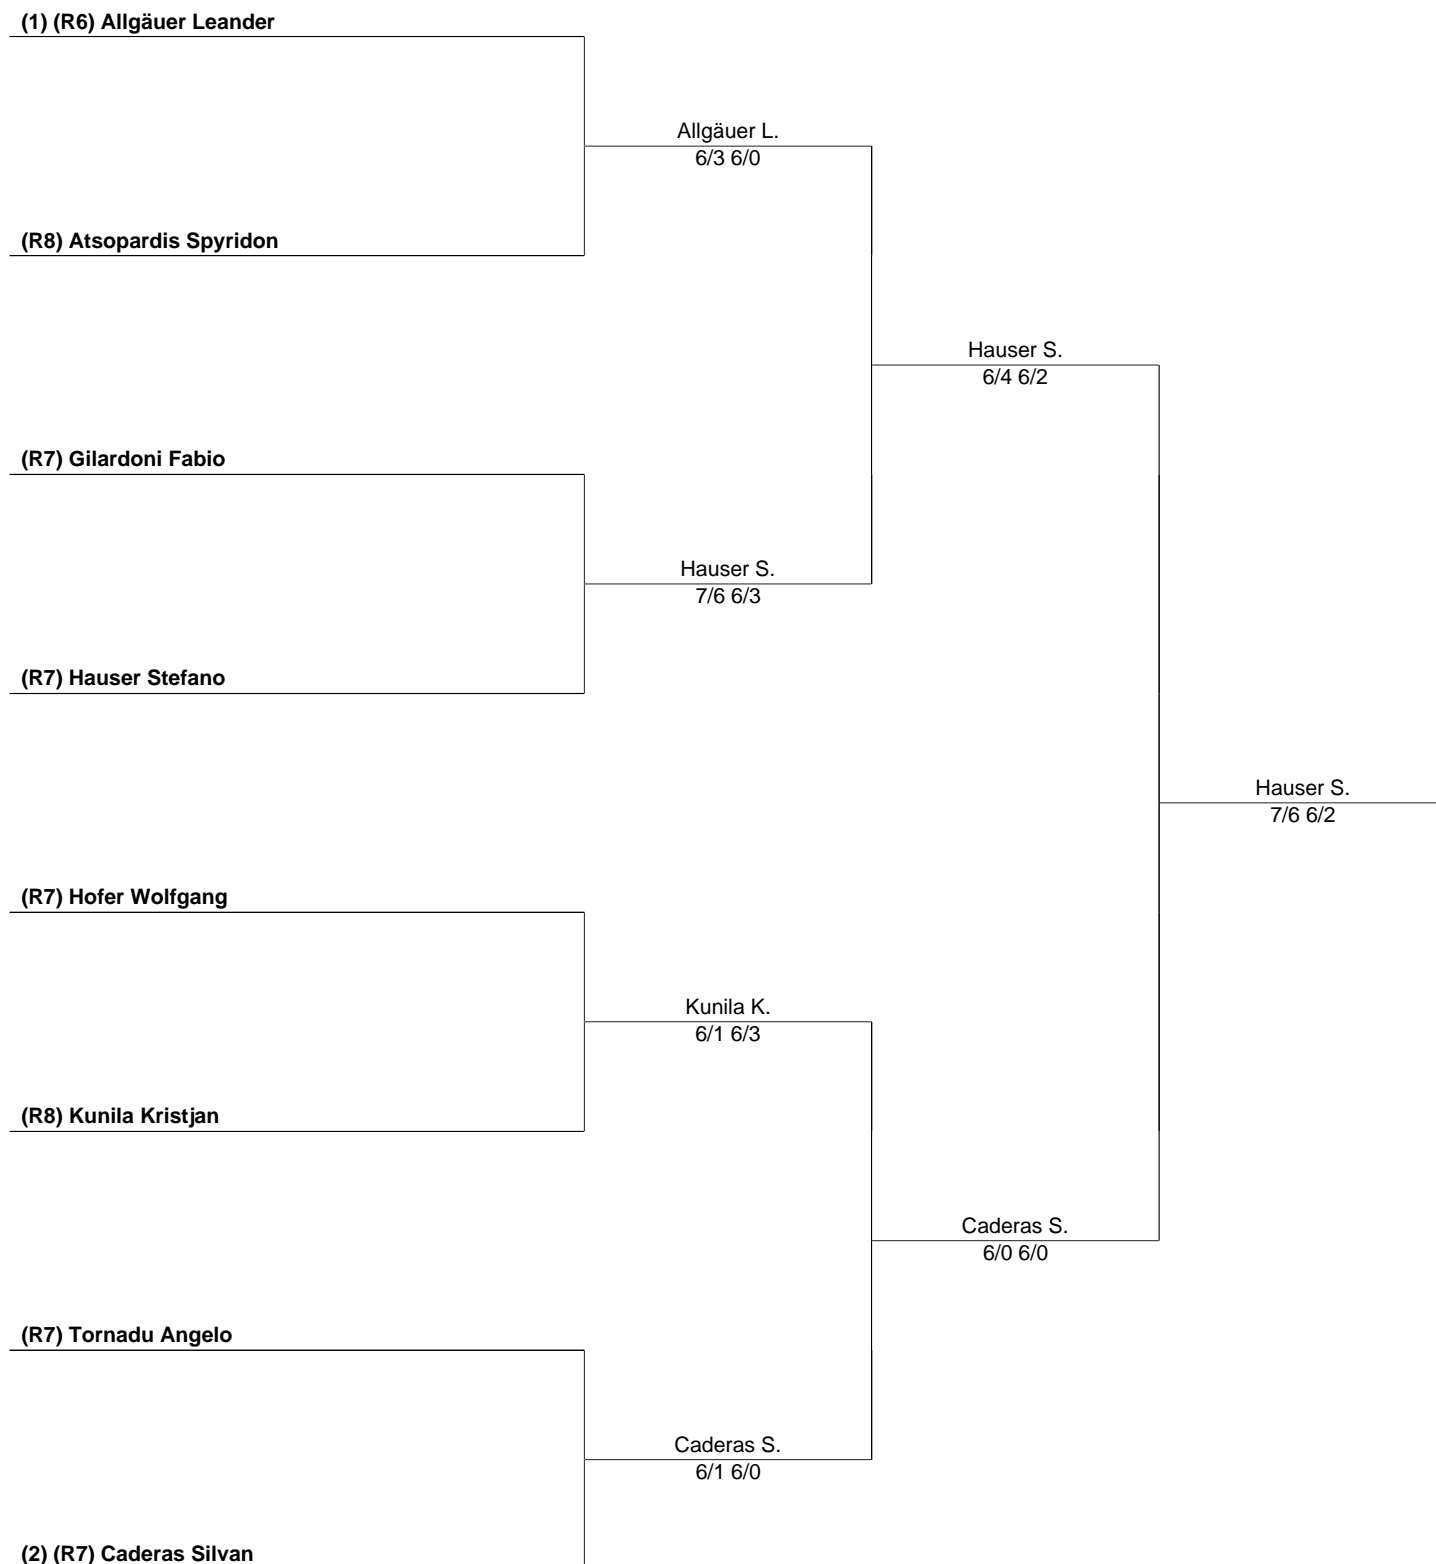 (1) (R6) Allgäuer Leander
Allgäuer L.
6/3 6/0
(R8) Atsopardis Spyridon
Hauser S.
6/4 6/2
(R7) Gilardoni Fabio
Hauser S.
7/6 6/3
(R7) Hauser Stefano
Hauser S.
7/6 6/2
(R7) Hofer Wolfgang
Kunila K.
6/1 6/3
(R8) Kunila Kristjan
Caderas S.
6/0 6/0
(R7) Tornadu Angelo
Caderas S.
6/1 6/0
(2) (R7) Caderas Silvan